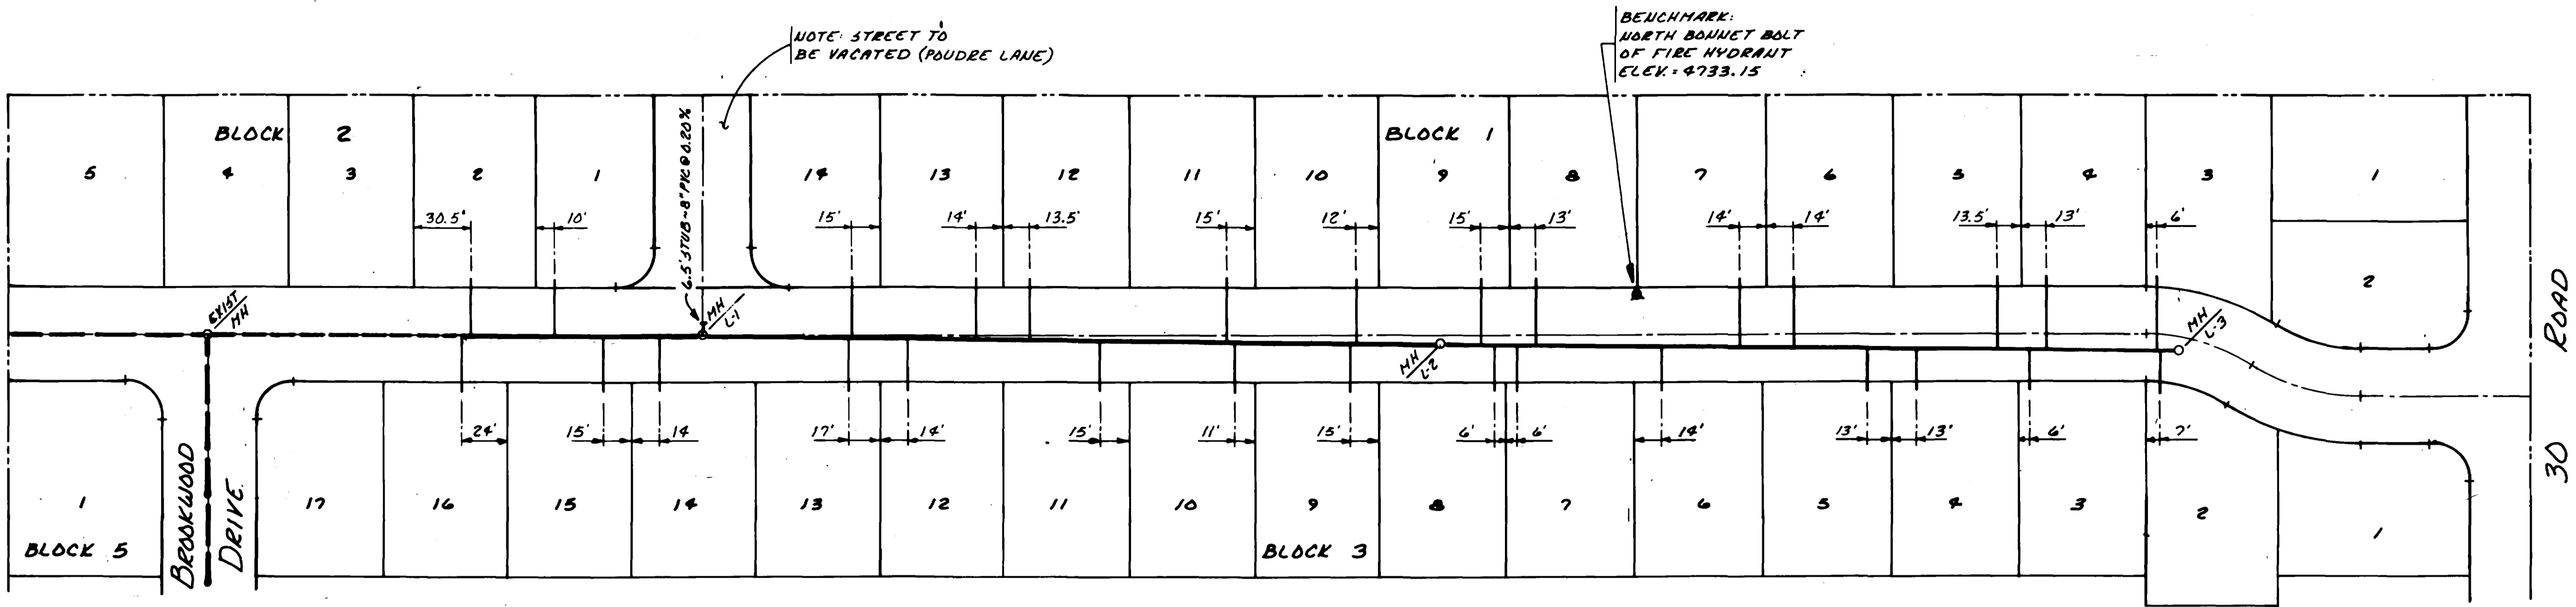 NOTE: STREET TO
BE VACATED (POUDRE LANE)
BENCHMARK:
NORTH BONNET BOLT
OF FIRE HYDRANT
ELEV. = 4733.15
BLOCK 2
BLOCK 1
5 4 3 2 1 14 13 12 11 10 9 8 7 6 5 4 3 1
30.5' 10' 15' 14' 13.5' 15' 12' 15' 13' 14' 14' 13.5' 13' 6'
6.5' STUB ~ 8" PVC @ 0.20%
2
EXIST
MH
MH
L-1
MH
L-2
MH
L-3
24' 15' 14 17' 14' 15' 11' 15' 6' 6' 14' 13' 13' 6' 7'
1 17 16 15 14 13 12 11 10 9 8 7 6 5 4 3 2 1
BLOCK 5
BLOCK 3
BROOKWOOD
DRIVE
30 ROAD